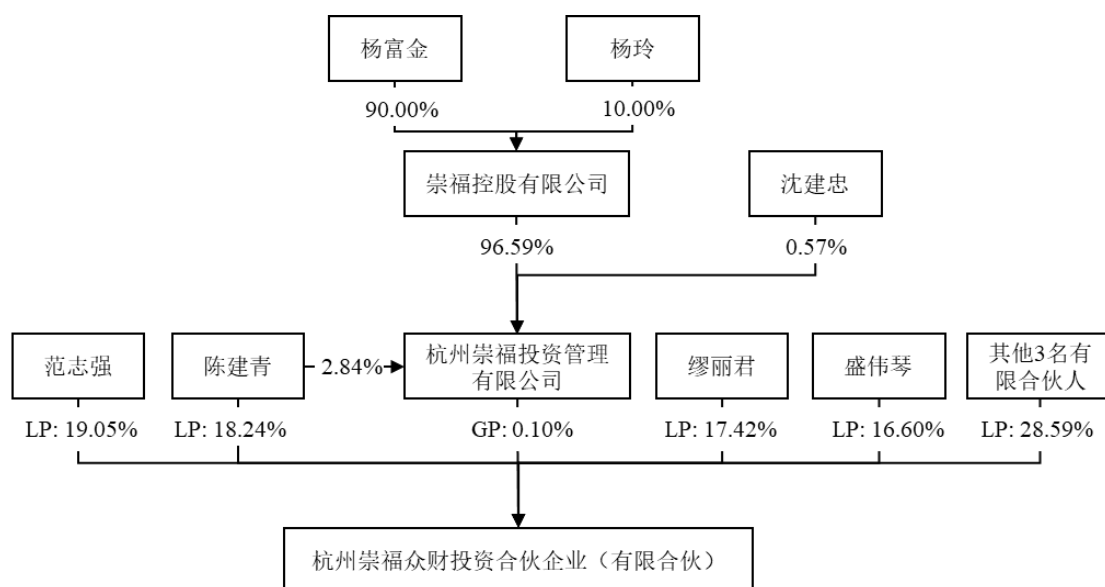 杨富金
杨玲
90.00%
10.00%
崇福控股有限公司
沈建忠
96.59%
0.57%
范志强
陈建青
2.84%
杭州崇福投资管理
有限公司
缪丽君
盛伟琴
其他3名有
限合伙人
LP: 19.05%
LP: 18.24%
GP: 0.10%
LP: 17.42%
LP: 16.60%
LP: 28.59%
杭州崇福众财投资合伙企业（有限合伙）